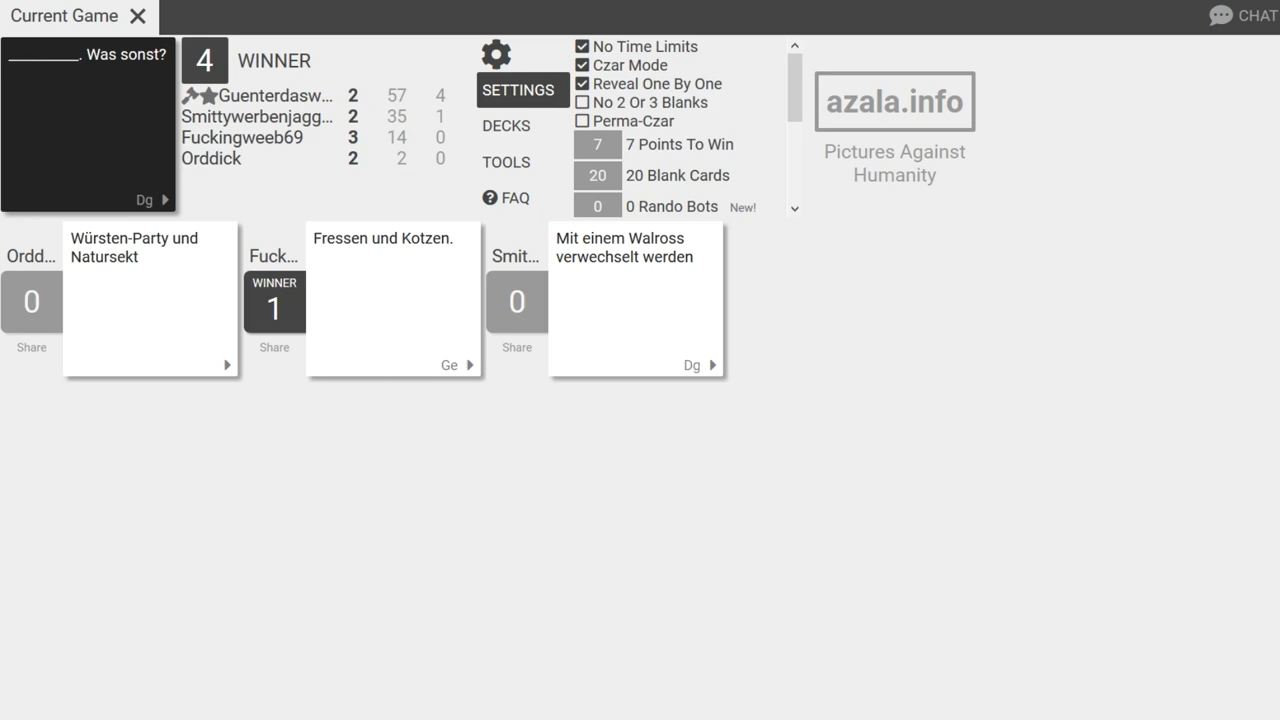 Current Game
CHAT
_________. Was sonst?
Dg
4 WINNER
Guenterdasw... 2 57 4
Smittywerbenjagg... 2 35 1
Fuckingweeb69 3 14 0
Orddick 2 2 0
SETTINGS
DECKS
TOOLS
FAQ
No Time Limits
Czar Mode
Reveal One By One
No 2 Or 3 Blanks
Perma-Czar
7 7 Points To Win
20 20 Blank Cards
0 0 Rando Bots New!
azala.info
Pictures Against
Humanity
Ordd...
0
Share
Würsten-Party und
Natursekt
Fuck...
WINNER
1
Share
Fressen und Kotzen.
Ge
Smit...
0
Share
Mit einem Walross
verwechselt werden
Dg